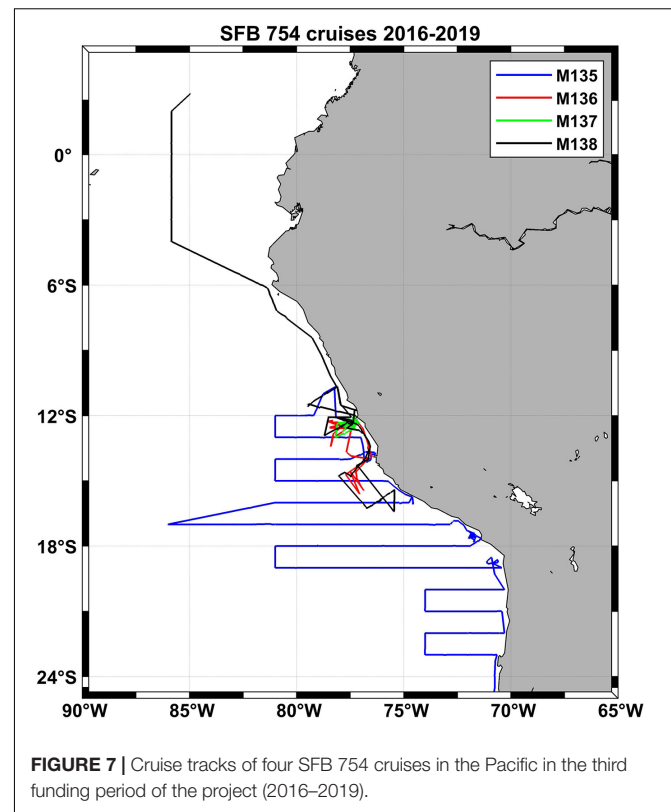 SFB 754 cruises 2016-2019
M135
M136
M137
M138
0°
6°S
12°S
18°S
24°S
90°W 85°W 80°W 75°W 70°W 65°W
FIGURE 7 | Cruise tracks of four SFB 754 cruises in the Pacific in the third
funding period of the project (2016–2019).